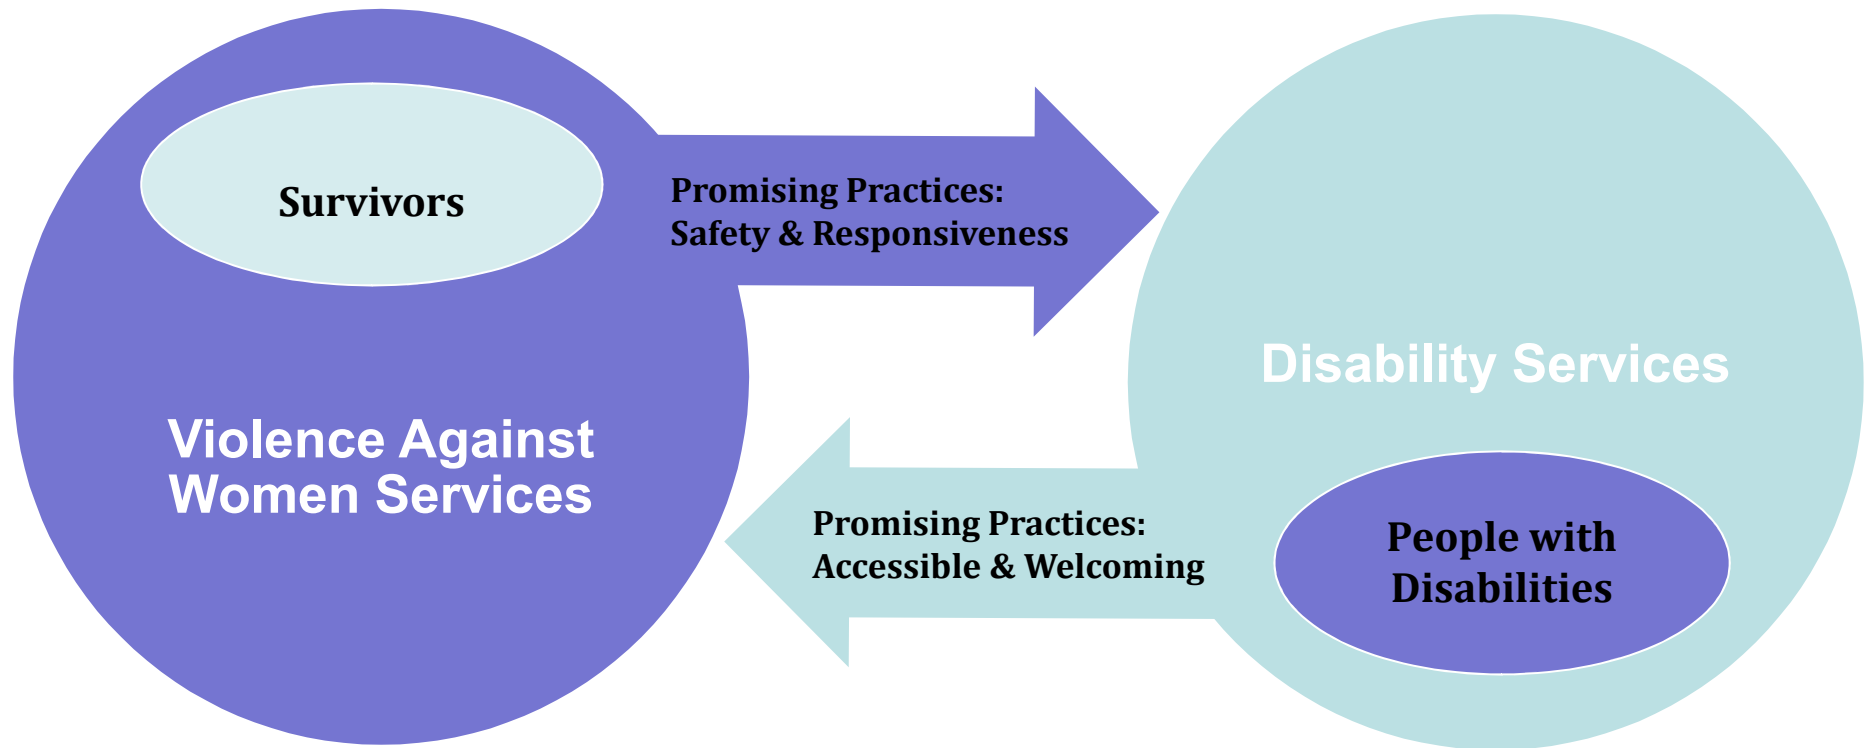 Survivors
Promising Practices:
Safety & Responsiveness
Violence Against
Women Services
Disability Services
Promising Practices:
Accessible & Welcoming
People with
Disabilities